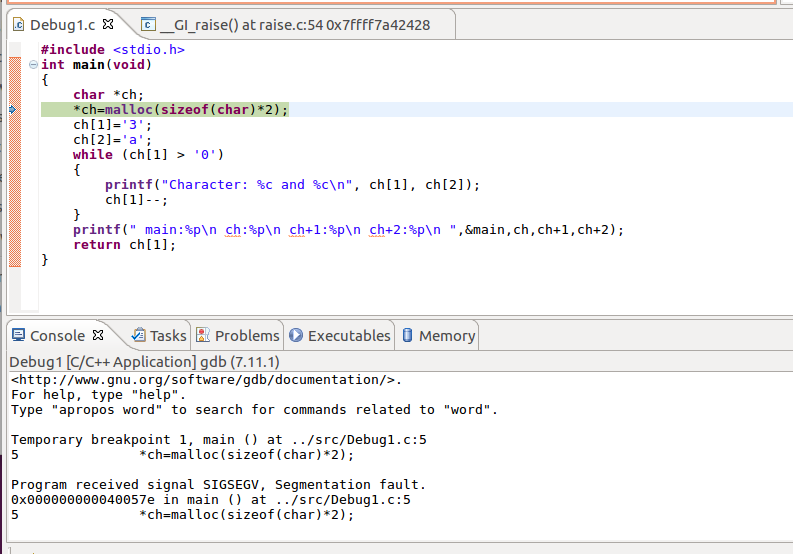 Debug1.c __GI_raise() at raise.c:54 0x7ffff7a42428
#include <stdio.h>
int main(void)
{
    char *ch;
    *ch=malloc(sizeof(char)*2);
    ch[1]='3';
    ch[2]='a';
    while (ch[1] > '0')
    {
        printf("Character: %c and %c\n", ch[1], ch[2]);
        ch[1]--;
    }
    printf(" main:%p\n ch:%p\n ch+1:%p\n ch+2:%p\n ",&main,ch,ch+1,ch+2);
    return ch[1];
}
Console Tasks Problems Executables Memory
Debug1 [C/C++ Application] gdb (7.11.1)
<http://www.gnu.org/software/gdb/documentation/>.
For help, type "help".
Type "apropos word" to search for commands related to "word".
Temporary breakpoint 1, main () at ../src/Debug1.c:5
5               *ch=malloc(sizeof(char)*2);
Program received signal SIGSEGV, Segmentation fault.
0x000000000040057e in main () at ../src/Debug1.c:5
5               *ch=malloc(sizeof(char)*2);